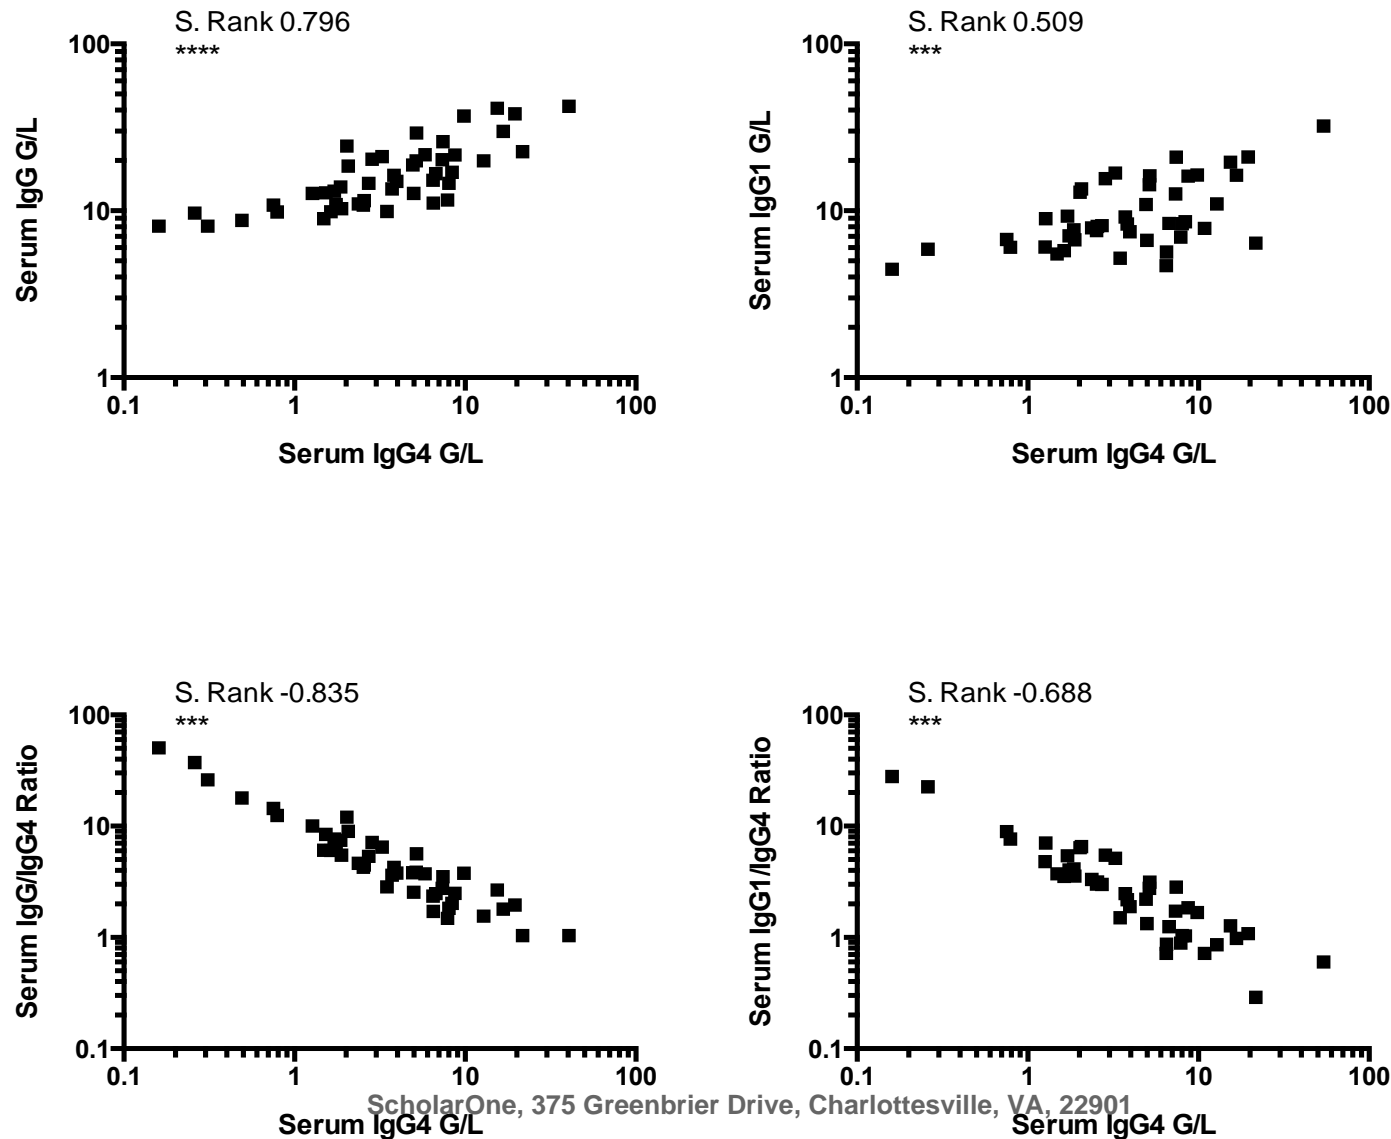 S. Rank 0.796
****
100
10
1
0.1
1
10
100
Serum IgG G/L
Serum IgG4 G/L
S. Rank 0.509
***
100
10
1
0.1
1
10
100
Serum IgG1 G/L
Serum IgG4 G/L
S. Rank -0.835
***
100
10
1
0.1
0.1
1
10
100
Serum IgG/IgG4 Ratio
Serum IgG4 G/L
S. Rank -0.688
***
100
10
1
0.1
0.1
1
10
100
Serum IgG1/IgG4 Ratio
Serum IgG4 G/L
ScholarOne, 375 Greenbrier Drive, Charlottesville, VA, 22901